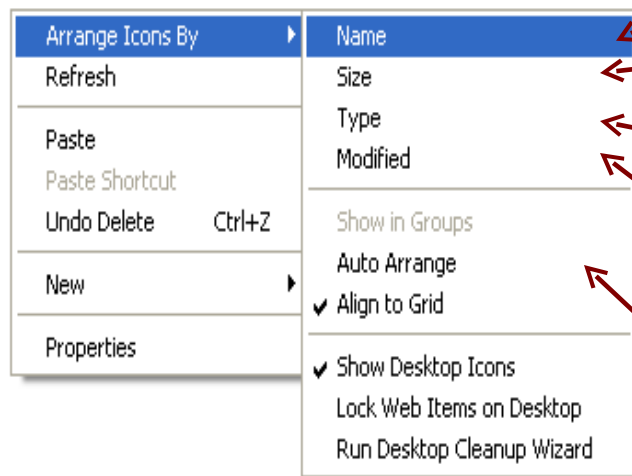 Arrange Icons By
Refresh
Paste
Paste Shortcut
Undo Delete Ctrl+Z
New
Properties
Name
Size
Type
Modified
Show in Groups
Auto Arrange
Align to Grid
Show Desktop Icons
Lock Web Items on Desktop
Run Desktop Cleanup Wizard